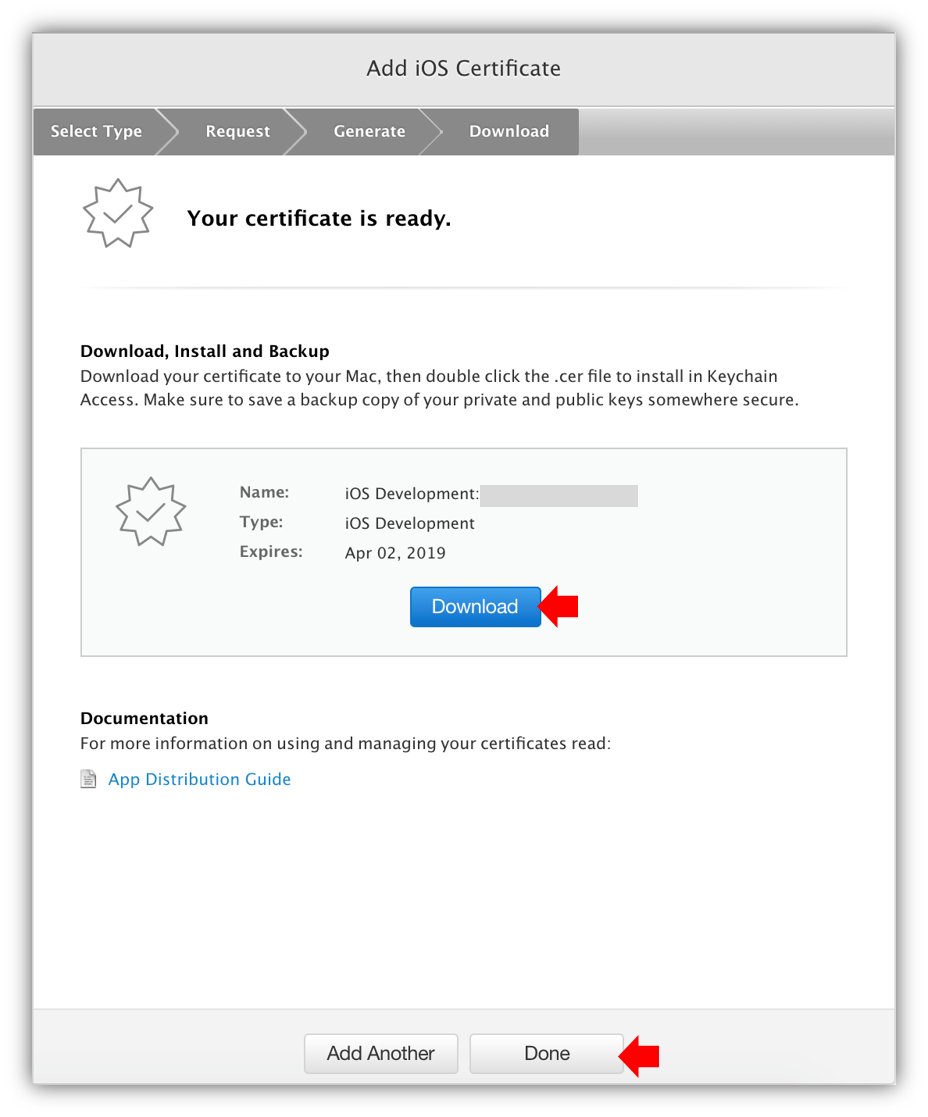 Add iOS Certificate
Select Type
Request
Generate
Download
Your certificate is ready.
Download, Install and Backup
Download your certificate to your Mac, then double click the .cer file to install in Keychain
Access. Make sure to save a backup copy of your private and public keys somewhere secure.
Name: iOS Development:
Type: iOS Development
Expires: Apr 02, 2019
Download
Documentation
For more information on using and managing your certificates read:
App Distribution Guide
Add Another
Done